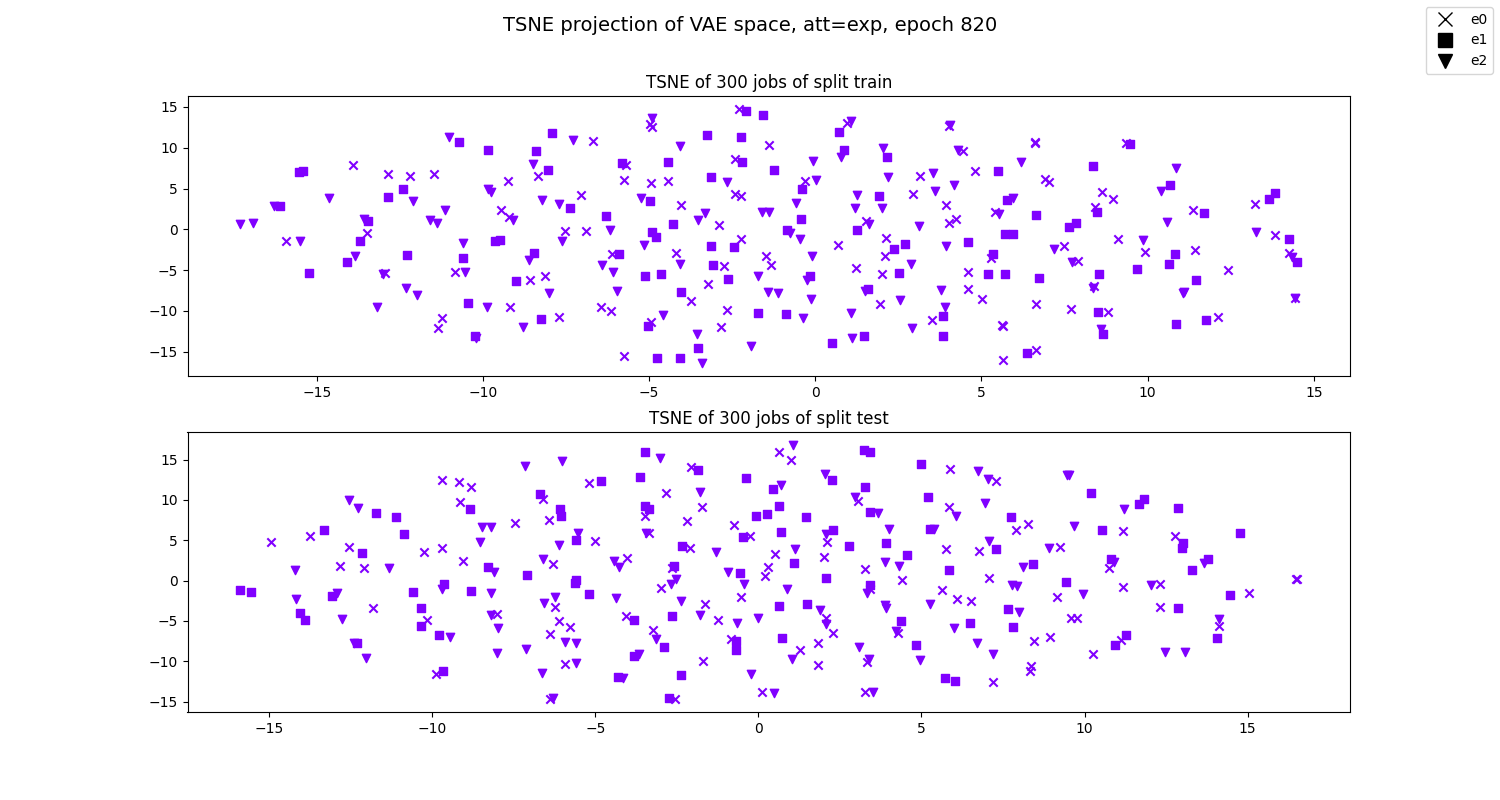 TSNE projection of VAE space, att=exp, epoch 820
e0
e1
e2
TSNE of 300 jobs of split train
15
10
5
0
−5
−10
−15
−15 −10 −5 0 5 10 15
TSNE of 300 jobs of split test
15
10
5
0
−5
−10
−15
−15 −10 −5 0 5 10 15